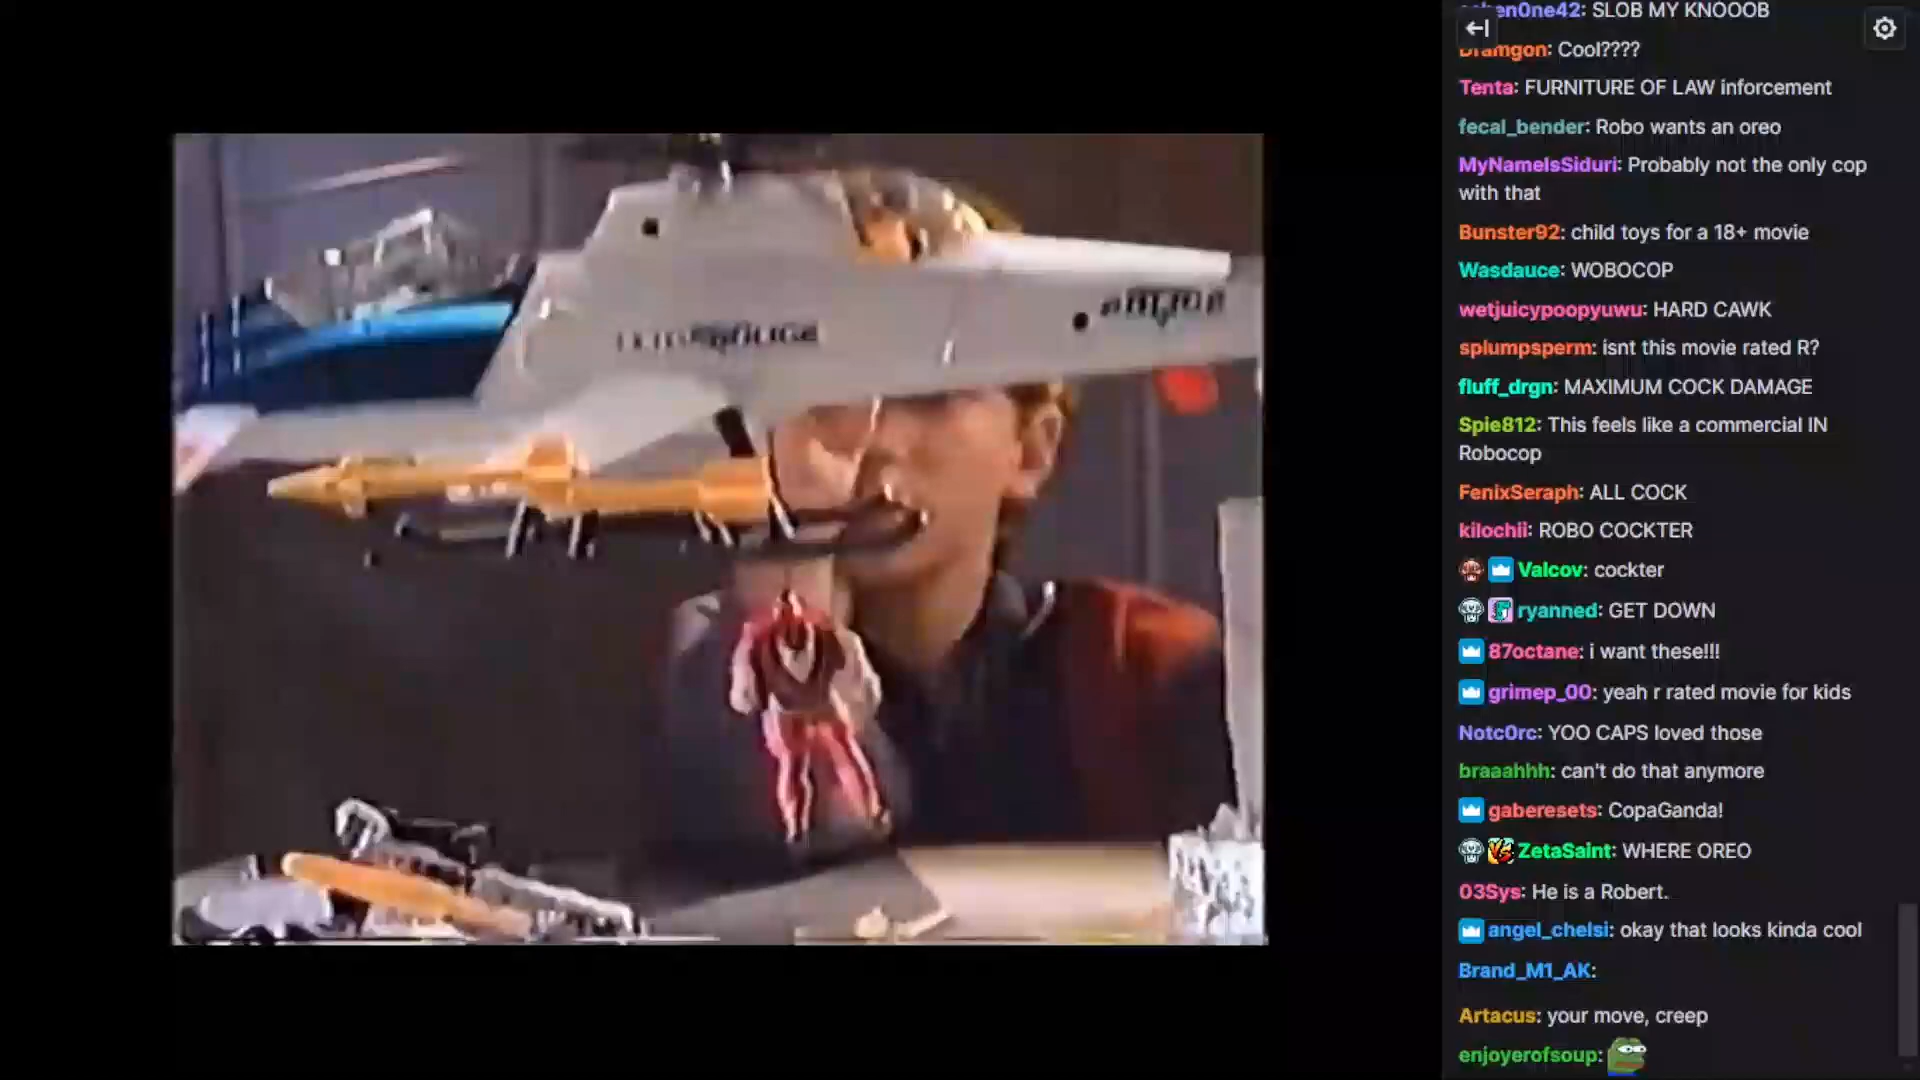 SLOB MY KNOOOB
Dramgon: Cool????
Tenta: FURNITURE OF LAW inforcement
fecal_bender: Robo wants an oreo
MyNameIsSiduri: Probably not the only cop
with that
Bunster92: child toys for a 18+ movie
Wasdauce: WOBOCOP
wetjuicypoopyuwu: HARD CAWK
splumpsperm: isnt this movie rated R?
fluff_drgn: MAXIMUM COCK DAMAGE
Spie812: This feels like a commercial IN
Robocop
FenixSeraph: ALL COCK
kilochii: ROBO COCKTER
Valcov: cockter
ryanned: GET DOWN
87octane: i want these!!!
grimep_00: yeah r rated movie for kids
Notc0rc: YOO CAPS loved those
braaahhh: can't do that anymore
gaberesets: CopaGanda!
ZetaSaint: WHERE OREO
03Sys: He is a Robert.
angel_chelsi: okay that looks kinda cool
Brand_M1_AK:
Artacus: your move, creep
enjoyerofsoup: